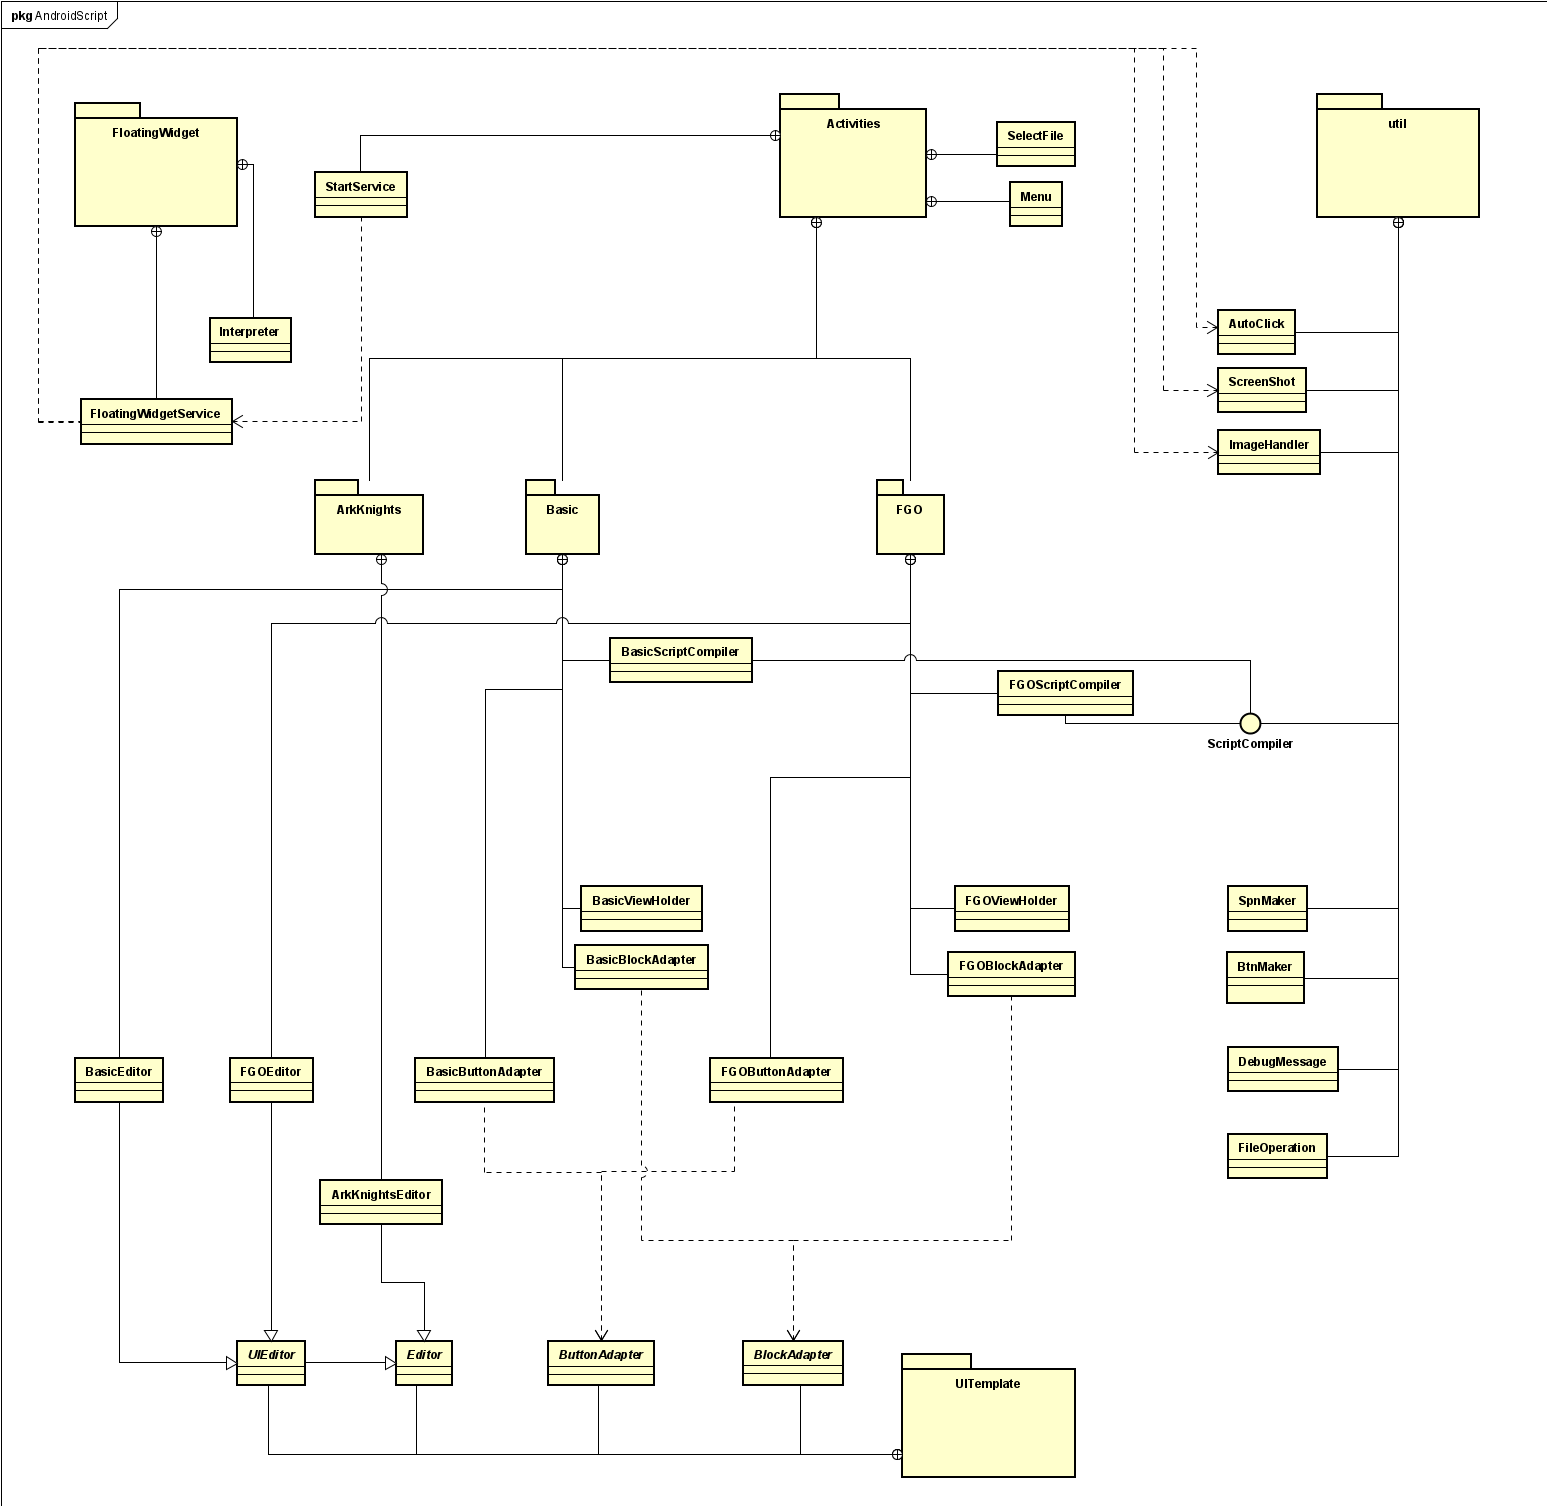 pkg AndroidScript
FloatingWidget
Activities
util
SelectFile
StartService
Menu
Interpreter
AutoClick
ScreenShot
FloatingWidgetService
ImageHandler
ArkKnights
Basic
FGO
BasicScriptCompiler
FGOScriptCompiler
ScriptCompiler
BasicViewHolder
FGOViewHolder
SpnMaker
BasicBlockAdapter
FGOBlockAdapter
BtnMaker
BasicEditor
FGOEditor
BasicButtonAdapter
FGOButtonAdapter
DebugMessage
FileOperation
ArkKnightsEditor
UIEditor
Editor
ButtonAdapter
BlockAdapter
UITemplate